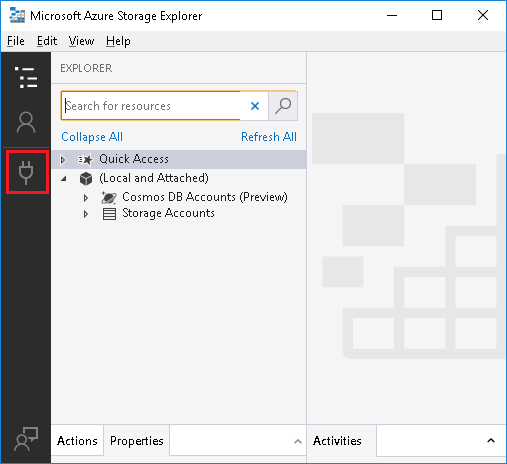 Microsoft Azure Storage Explorer
File Edit View Help
EXPLORER
Search for resources
Collapse All Refresh All
Quick Access
(Local and Attached)
Cosmos DB Accounts (Preview)
Storage Accounts
Actions Properties Activities